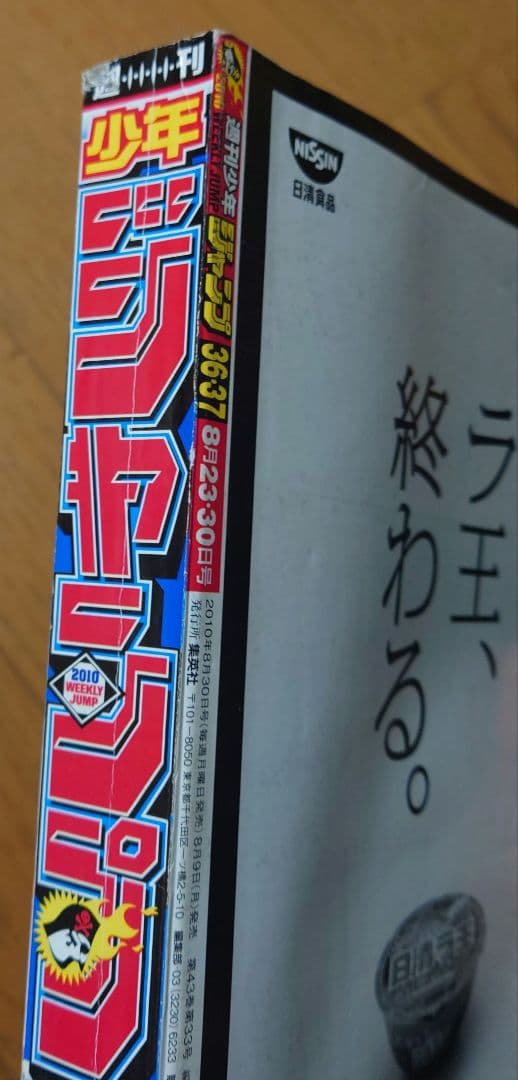 週刊
少年
ジャンプ
2010
WEEKLY
JUMP
週刊少年
WEEKLY JUMP
ジャンプ 36・37
8月23・30日号
2010年8月30日号(毎週月曜日発売)8月9日(月)発売 第43巻第33号
発行所 集英社 〒101-8050 東京都千代田区一ツ橋2-5-10 編集部 03(3230)6233
NISSIN
日清食品
ラ王、
終わる。